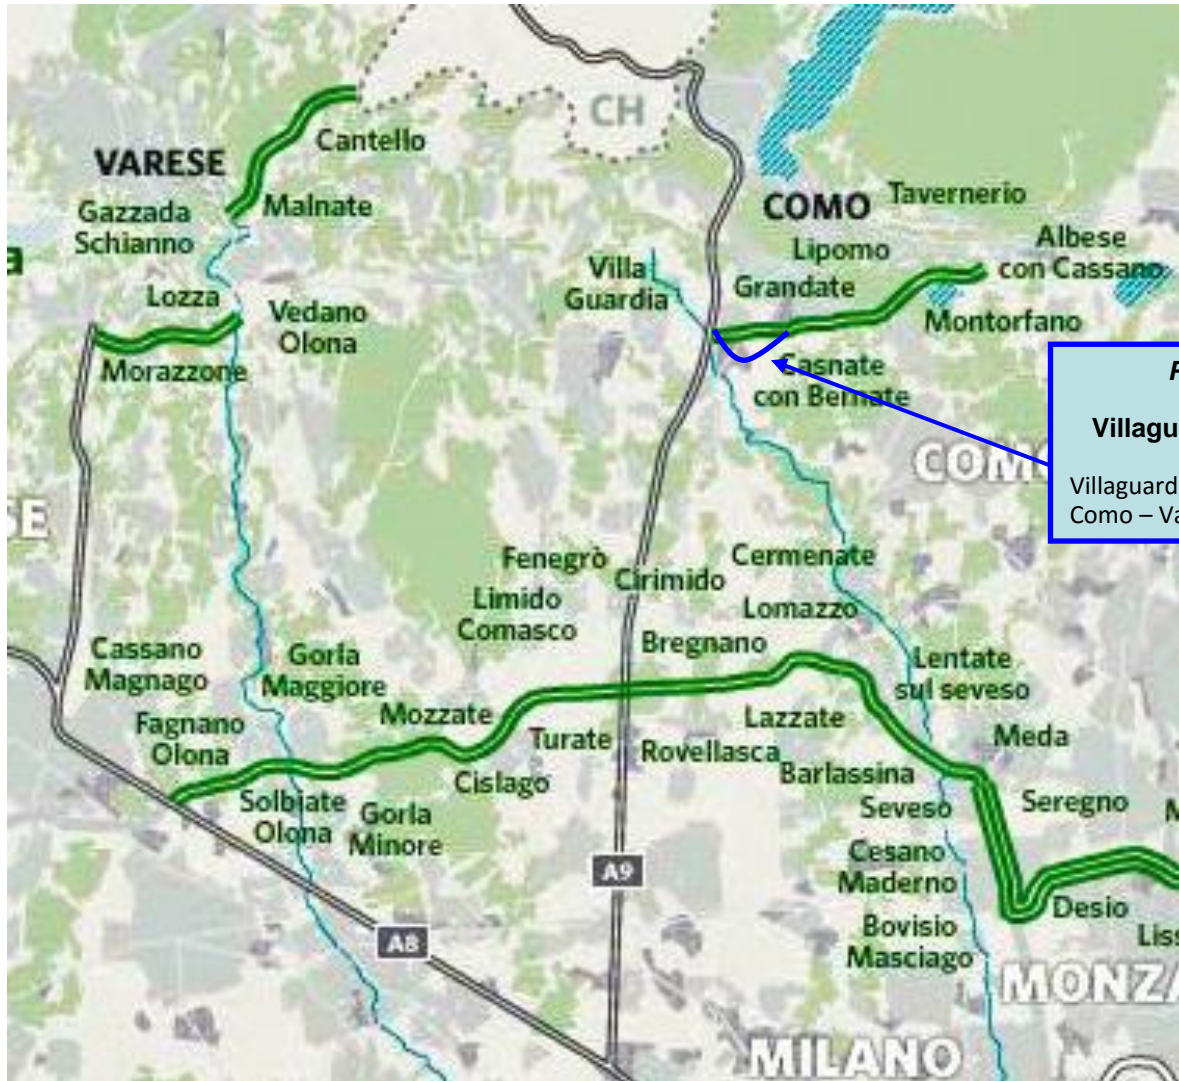 CH
Cantello
VARESE
Malnate
Gazzada
Schianno
COMO
Tavernerio
Lipomo
Albese
con Cassano
Villa
Guardia
Grandate
Montorfano
Lozza
Vedano
Olona
Morazzone
Casnate
con Bernate
Villagu
Villaguard
Como – Va
COMO
SE
Fenegrò
Cirimido
Cermenate
Limido
Comasco
Lomazzo
Bregnano
Cassano
Magnago
Gorla
Maggiore
Lentate
sul seveso
Mozzate
Fagnano
Olona
Turate
Rovellasca
Lazzate
Meda
Cislago
Barlassina
Solbiate
Olona
Gorla
Minore
Seveso
Seregno
M
A9
Cesano
Maderno
Desio
Liss
A8
Bovisio
Masciago
MONZA
MILANO